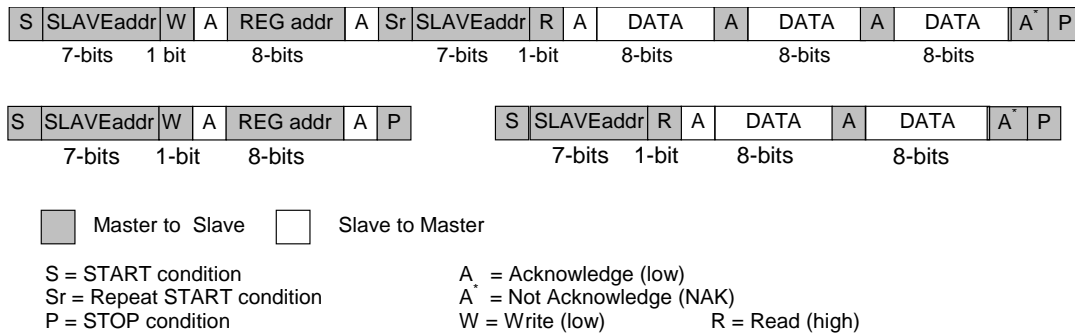 S SLAVEaddr W A REG addr A Sr SLAVEaddr R A DATA A DATA A DATA A* P
7-bits 1 bit 8-bits 7-bits 1-bit 8-bits 8-bits 8-bits
S SLAVEaddr W A REG addr A P
7-bits 1-bit 8-bits
S SLAVEaddr R A DATA A DATA A* P
7-bits 1-bit 8-bits 8-bits
Master to Slave
Slave to Master
S = START condition
Sr = Repeat START condition
P = STOP condition
A = Acknowledge (low)
A* = Not Acknowledge (NAK)
W = Write (low) R = Read (high)